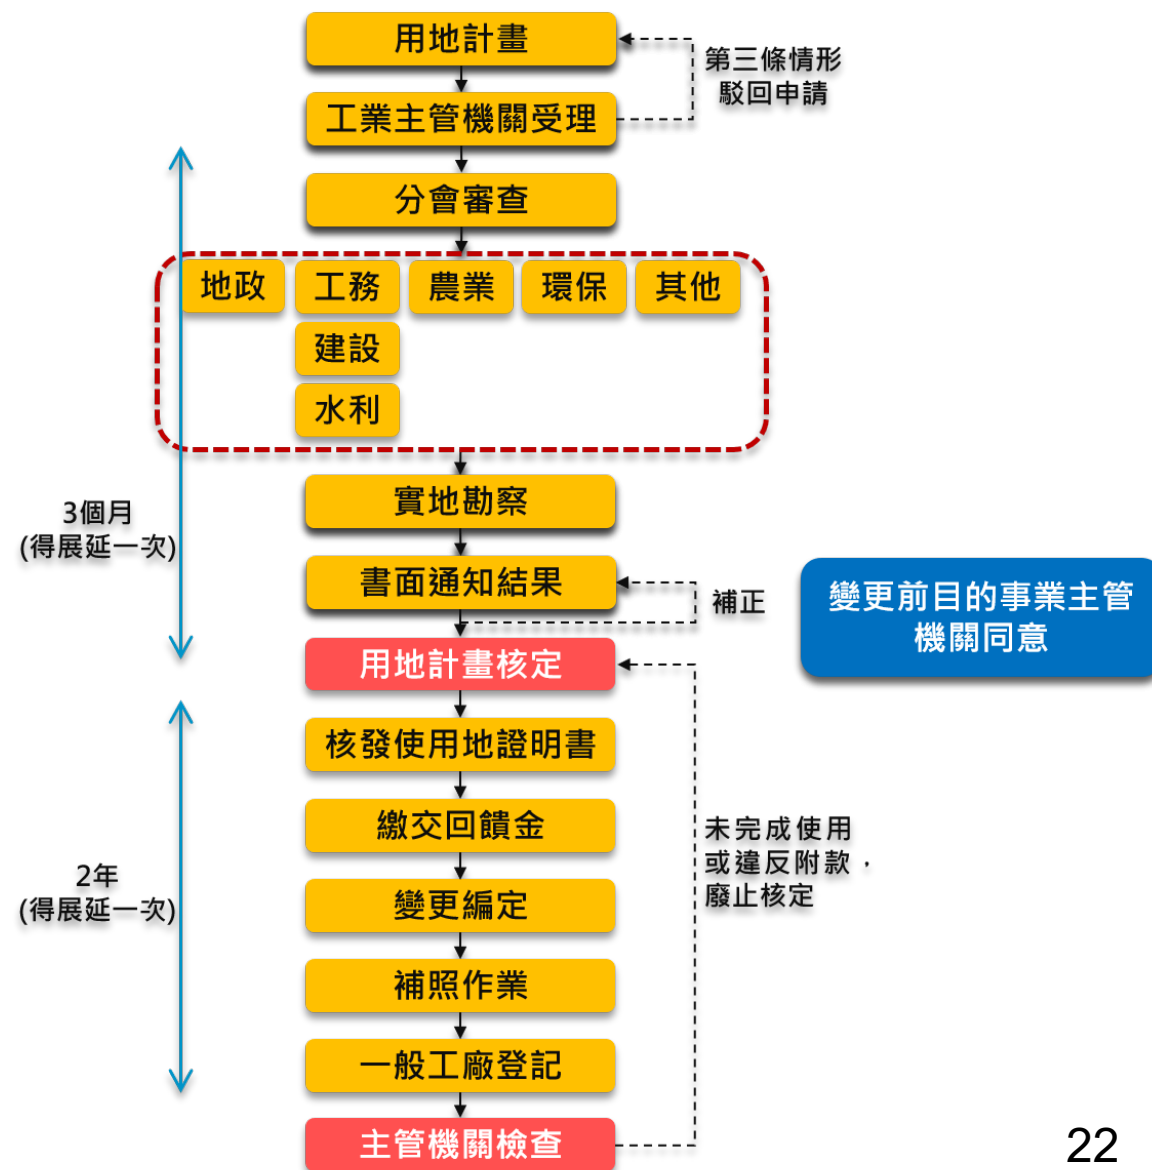 用地計畫
第三條情形
駁回申請
工業主管機關受理
分會審查
地政
工務
農業
環保
其他
建設
水利
3個月
(得展延一次)
實地勘察
書面通知結果
補正
變更前目的事業主管
機關同意
用地計畫核定
核發使用地證明書
繳交回饋金
未完成使用
或違反附款，
廢止核定
2年
(得展延一次)
變更編定
補照作業
一般工廠登記
主管機關檢查
22